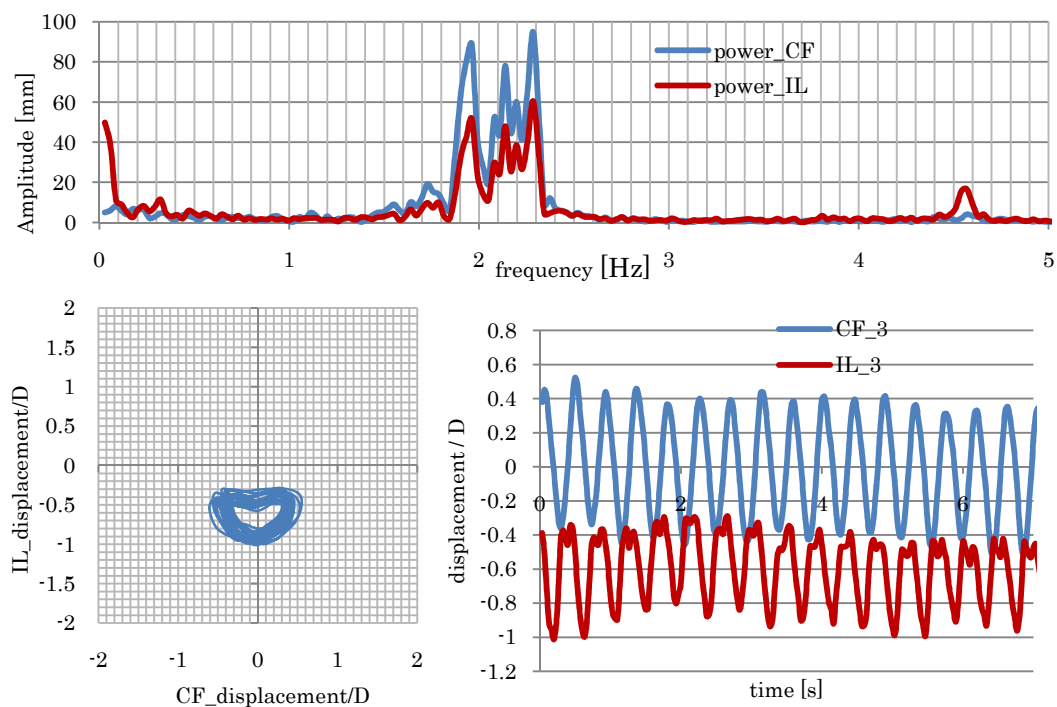 100
80
60
40
20
0
Amplitude [mm]
power_CF
power_IL
0 1 2 3 4 5
frequency [Hz]
2
1.5
1
0.5
0
-0.5
-1
-1.5
-2
IL_displacement/D
-2 -1 0 1 2
CF_displacement/D
0.8
0.6
0.4
0.2
0
-0.2
-0.4
-0.6
-0.8
-1
-1.2
displacement / D
CF_3
IL_3
0 2 4 6
time [s]